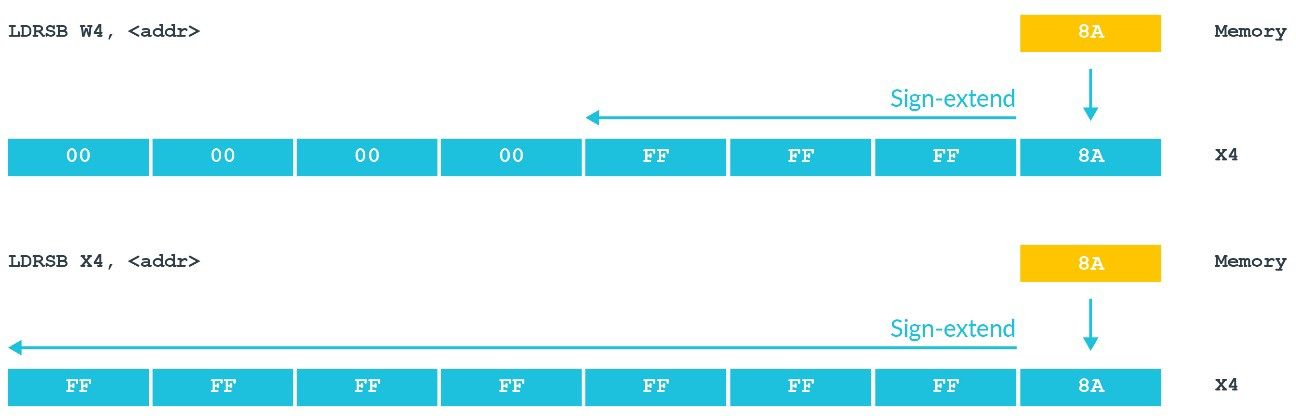 LDRSB W4, <addr> 8A Memory
Sign-extend
00 00 00 00 FF FF FF 8A X4
LDRSB X4, <addr> 8A Memory
Sign-extend
FF FF FF FF FF FF FF 8A X4